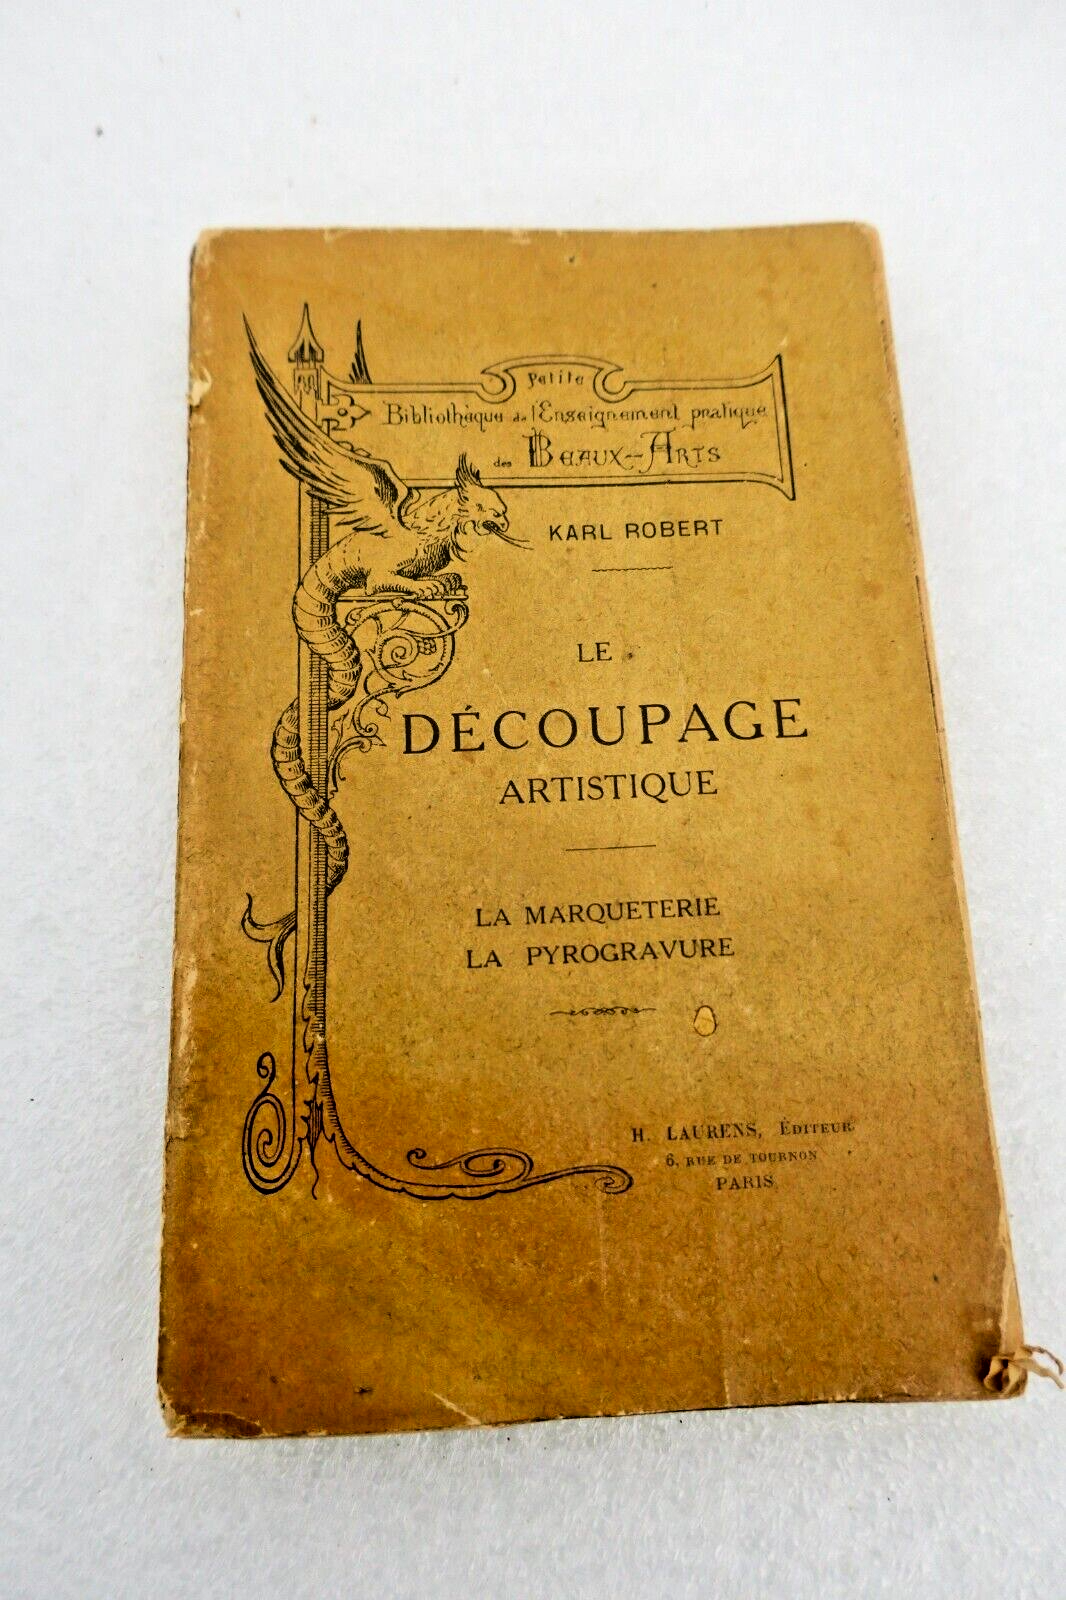 Petite
Bibliothèque de l'Enseignement pratique
des BEAUX-ARTS
KARL ROBERT
LE
DÉCOUPAGE
ARTISTIQUE
LA MARQUETERIE
LA PYROGRAVURE
H. LAURENS, ÉDITEUR
6, RUE DE TOURNON
PARIS